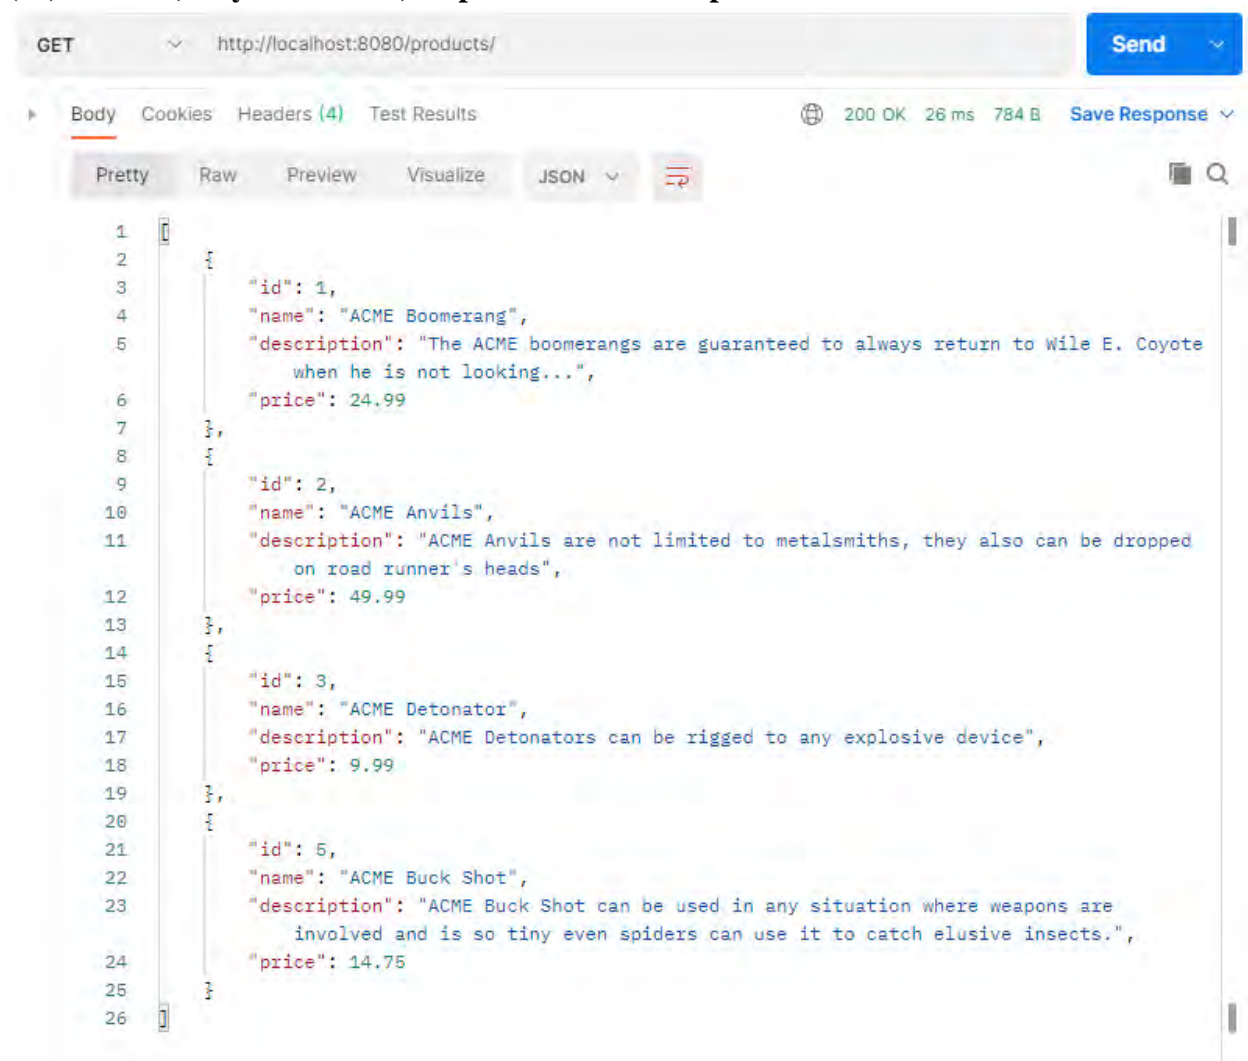 GET http://localhost:8080/products/ Send
Body Cookies Headers (4) Test Results 200 OK 26 ms 784 B Save Response
Pretty Raw Preview Visualize JSON
1 [
2 {
3 "id": 1,
4 "name": "ACME Boomerang",
5 "description": "The ACME boomerangs are guaranteed to always return to Wile E. Coyote
when he is not looking...",
6 "price": 24.99
7 },
8 {
9 "id": 2,
10 "name": "ACME Anvils",
11 "description": "ACME Anvils are not limited to metalsmiths, they also can be dropped
on road runner's heads",
12 "price": 49.99
13 },
14 {
15 "id": 3,
16 "name": "ACME Detonator",
17 "description": "ACME Detonators can be rigged to any explosive device",
18 "price": 9.99
19 },
20 {
21 "id": 5,
22 "name": "ACME Buck Shot",
23 "description": "ACME Buck Shot can be used in any situation where weapons are
involved and is so tiny even spiders can use it to catch elusive insects.",
24 "price": 14.75
25 }
26 ]